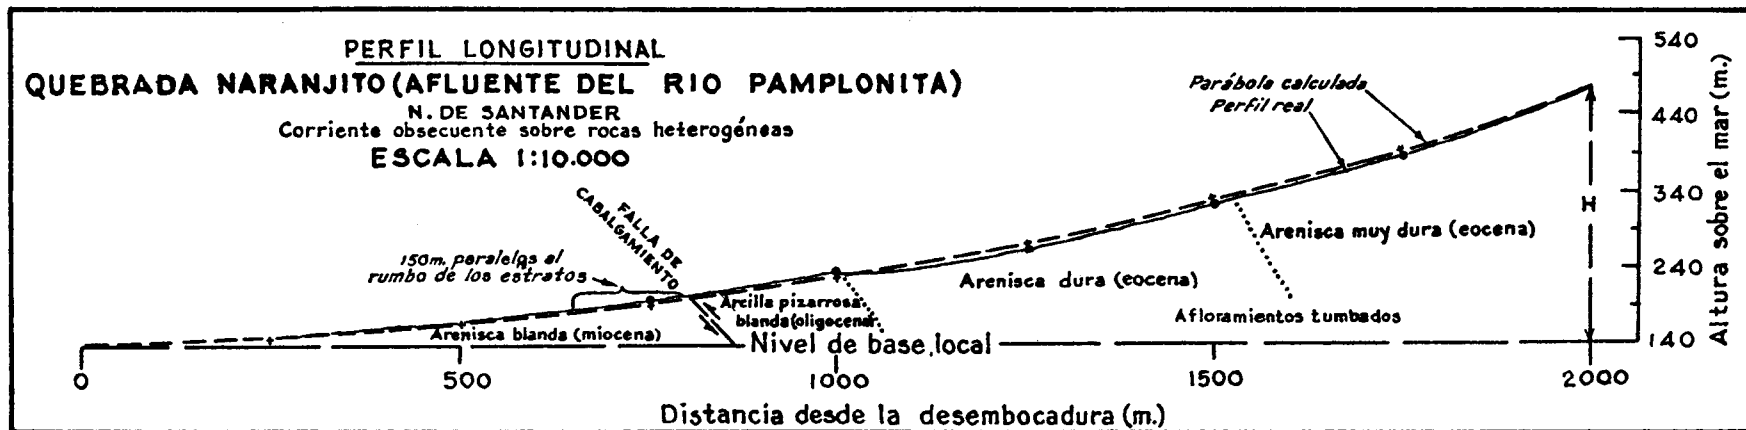 PERFIL LONGITUDINAL
QUEBRADA NARANJITO (AFLUENTE DEL RIO PAMPLONITA)
N. DE SANTANDER
Corriente obsecuente sobre rocas heterogéneas
ESCALA 1:10.000
Parábola calculada
Perfil real
FALLA DE
CABALGAMIENTO
150m. paralelos al
rumbo de los estratos
Arenisca blanda (miocena)
Arcilla pizarrosa
blanda (oligocena)
Arenisca dura (eocena)
Arenisca muy dura (eocena)
Afloramientos tumbados
Nivel de base local
H
540
440
340
240
140
Altura sobre el mar (m.)
0
500
1000
1500
2000
Distancia desde la desembocadura (m.)